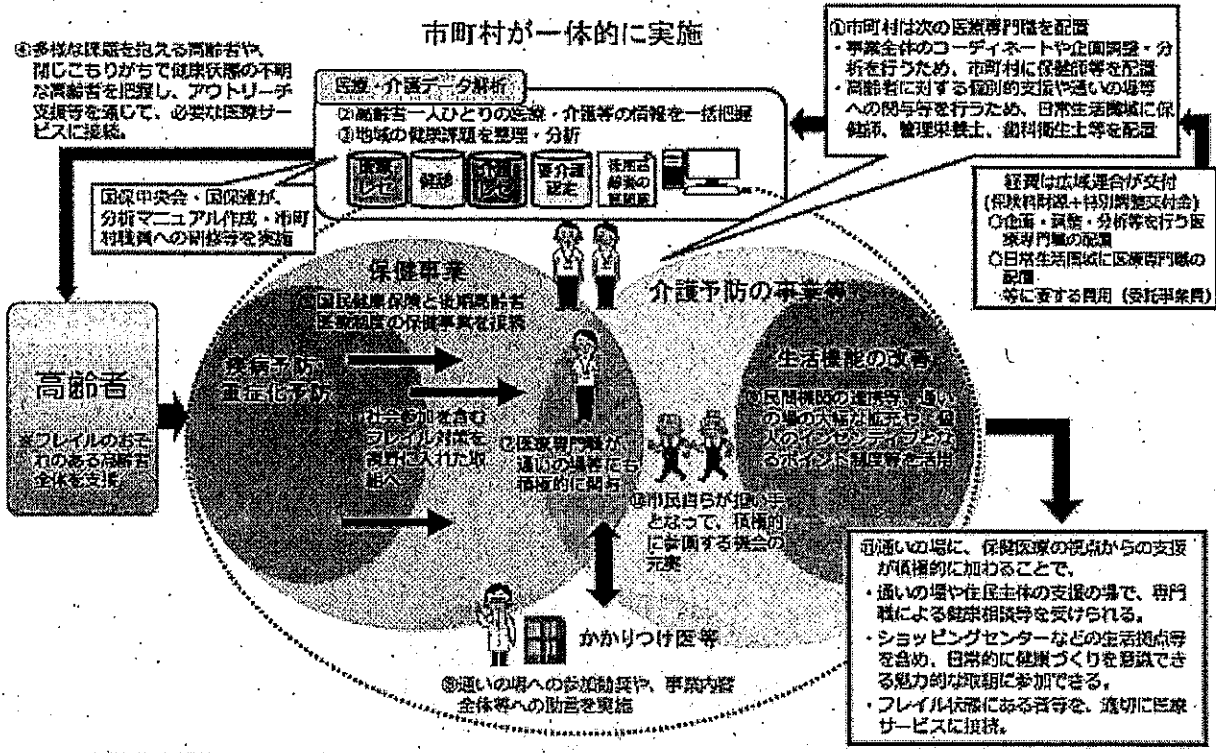 市町村が一体的に実施
①市町村は次の医療専門職を配置
・事業全体のコーディネートや企画調整・分
析を行うため、市町村に保健師等を配置
・高齢者に対する個別的支援や通いの場等
への関与等を行うため、日常生活圏域に保
健師、管理栄養士、歯科衛生士等を配置
④多様な課題を抱える高齢者や、
閉じこもりがちで健康状態の不明
な高齢者を把握し、アウトリーチ
支援等を通じて、必要な医療サー
ビスに接続。
医療・介護データ解析
②高齢者一人ひとりの医療・介護等の情報を一括把握
③地域の健康課題を整理・分析
医療
レセ
健診
介護
レセ
要介護
認定
国保中央会・国保連が、
分析マニュアル作成・市町
村職員への研修等を実施
経費は広域連合が交付
(保険料財源+特別調整交付金)
○企画・調整・分析等を行う医
療専門職の配置
○日常生活圏域に医療専門職の
配置
等に要する費用(委託事業費)
保健事業
国民健康保険と後期高齢者
医療制度の保健事業を接続
疾病予防・
重症化予防
社会参加を含む
フレイル対策を
視野に入れた取
組へ
⑦医療専門職が
通いの場等にも
積極的に関与
介護予防の事業等
生活機能の改善
民間機関の連携等、通い
の場の大幅な拡充や、個
人のインセンティブとな
るポイント制度等を活用
市民自らが担い手
となって、積極的
に参画する機会の
充実
高齢者
※フレイルのおそ
れのある高齢者
全体を支援
かかりつけ医等
⑧通いの場への参加勧奨や、事業内容
全体等への助言を実施
⑪通いの場に、保健医療の視点からの支援
が積極的に加わることで、
・通いの場や住民主体の支援の場で、専門
職による健康相談等を受けられる。
・ショッピングセンターなどの生活拠点等
を含め、日常的に健康づくりを意識でき
る魅力的な取組に参加できる。
・フレイル状態にある者等を、適切に医療
サービスに接続。